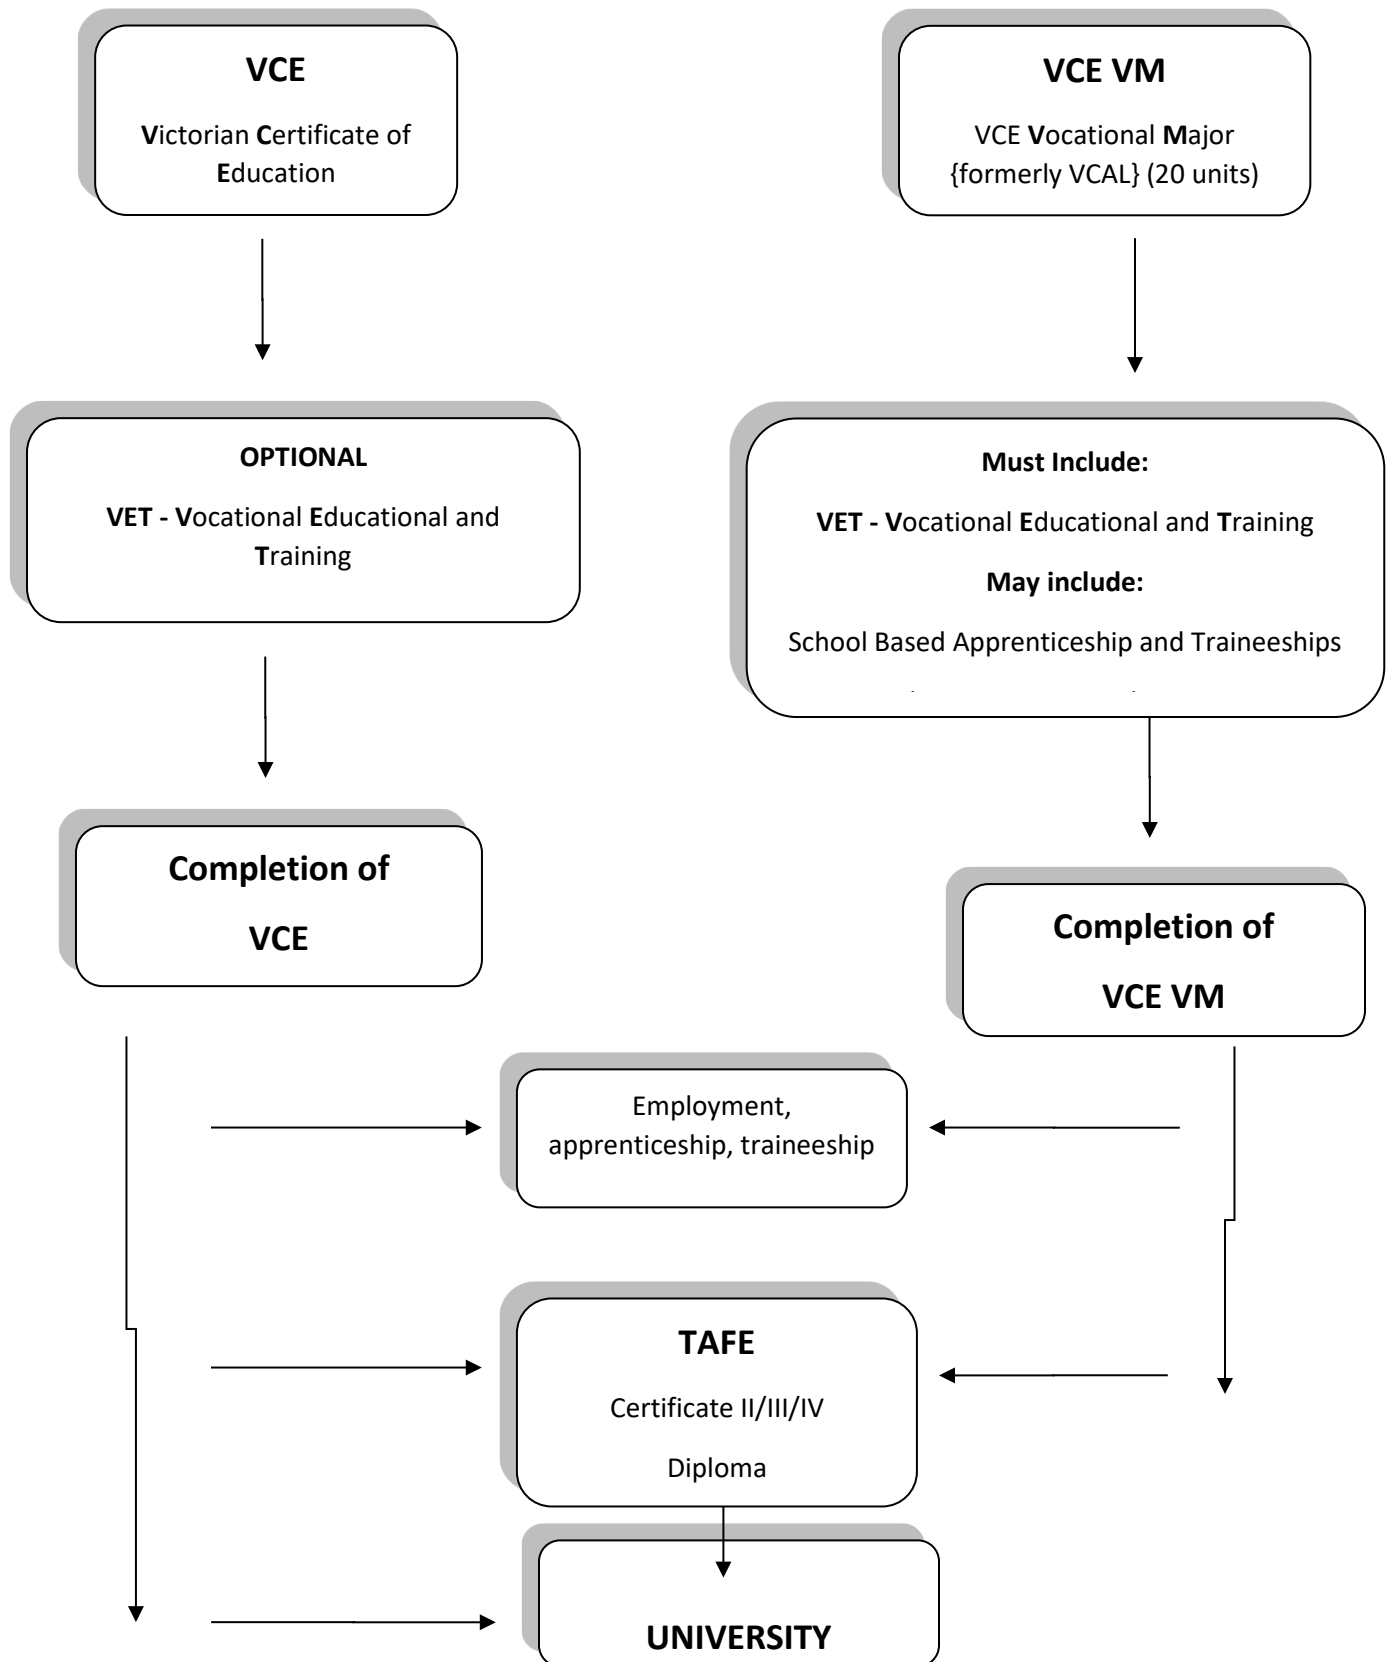 VCE
Victorian Certificate of
Education
VCE VM
VCE Vocational Major
{formerly VCAL} (20 units)
OPTIONAL
VET - Vocational Educational and
Training
Must Include:
VET - Vocational Educational and Training
May include:
School Based Apprenticeship and Traineeships
Completion of
VCE
Completion of
VCE VM
Employment,
apprenticeship, traineeship
TAFE
Certificate II/III/IV
Diploma
UNIVERSITY